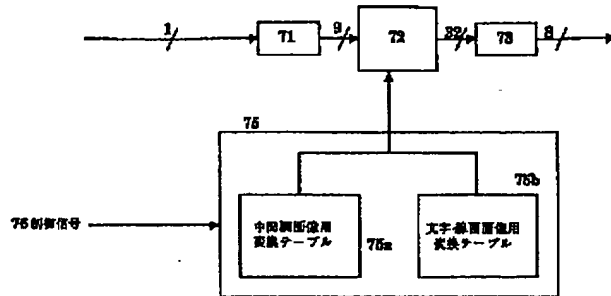 1
71
9
72
32
73
8
75
75b
76制御信号
中間調画像用
変換テーブル
75a
文字・線画画像用
変換テーブル